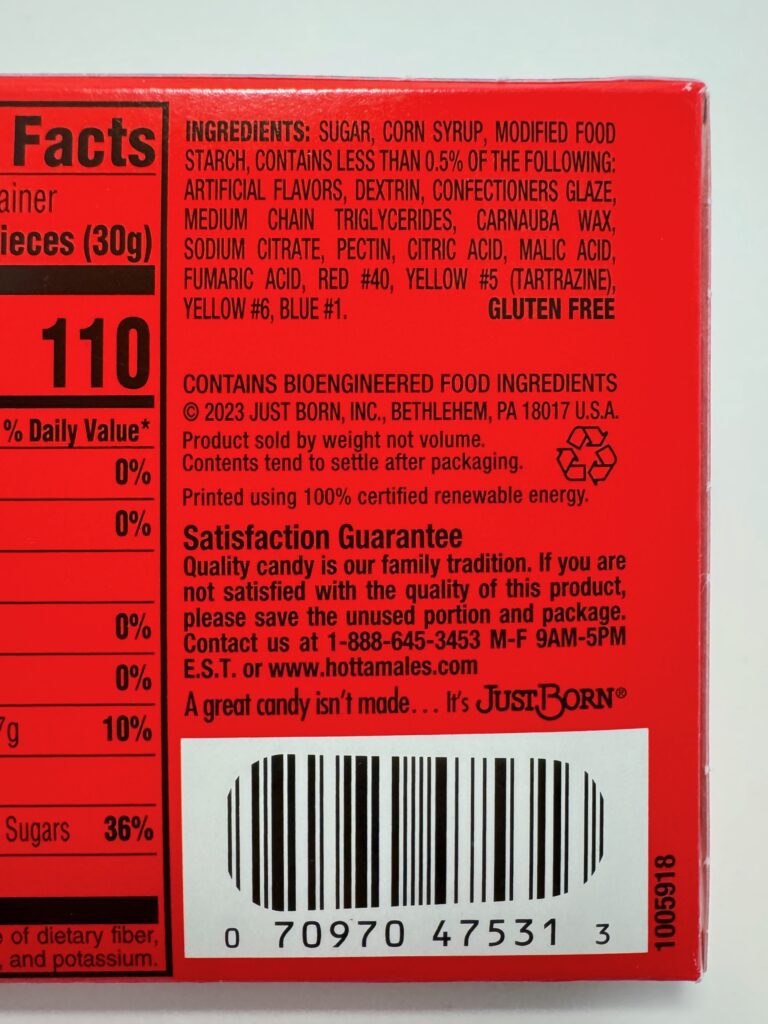 Facts
ainer
ieces (30g)
110
% Daily Value*
0%
0%
0%
0%
7g 10%
Sugars 36%
of dietary fiber,
, and potassium.
INGREDIENTS: SUGAR, CORN SYRUP, MODIFIED FOOD
STARCH, CONTAINS LESS THAN 0.5% OF THE FOLLOWING:
ARTIFICIAL FLAVORS, DEXTRIN, CONFECTIONERS GLAZE,
MEDIUM CHAIN TRIGLYCERIDES, CARNAUBA WAX,
SODIUM CITRATE, PECTIN, CITRIC ACID, MALIC ACID,
FUMARIC ACID, RED #40, YELLOW #5 (TARTRAZINE),
YELLOW #6, BLUE #1. GLUTEN FREE
CONTAINS BIOENGINEERED FOOD INGREDIENTS
© 2023 JUST BORN, INC., BETHLEHEM, PA 18017 U.S.A.
Product sold by weight not volume.
Contents tend to settle after packaging.
Printed using 100% certified renewable energy.
Satisfaction Guarantee
Quality candy is our family tradition. If you are
not satisfied with the quality of this product,
please save the unused portion and package.
Contact us at 1-888-645-3453 M-F 9AM-5PM
E.S.T. or www.hottamales.com
A great candy isn't made... It's JUST BORN®
0 70970 47531 3
1005918